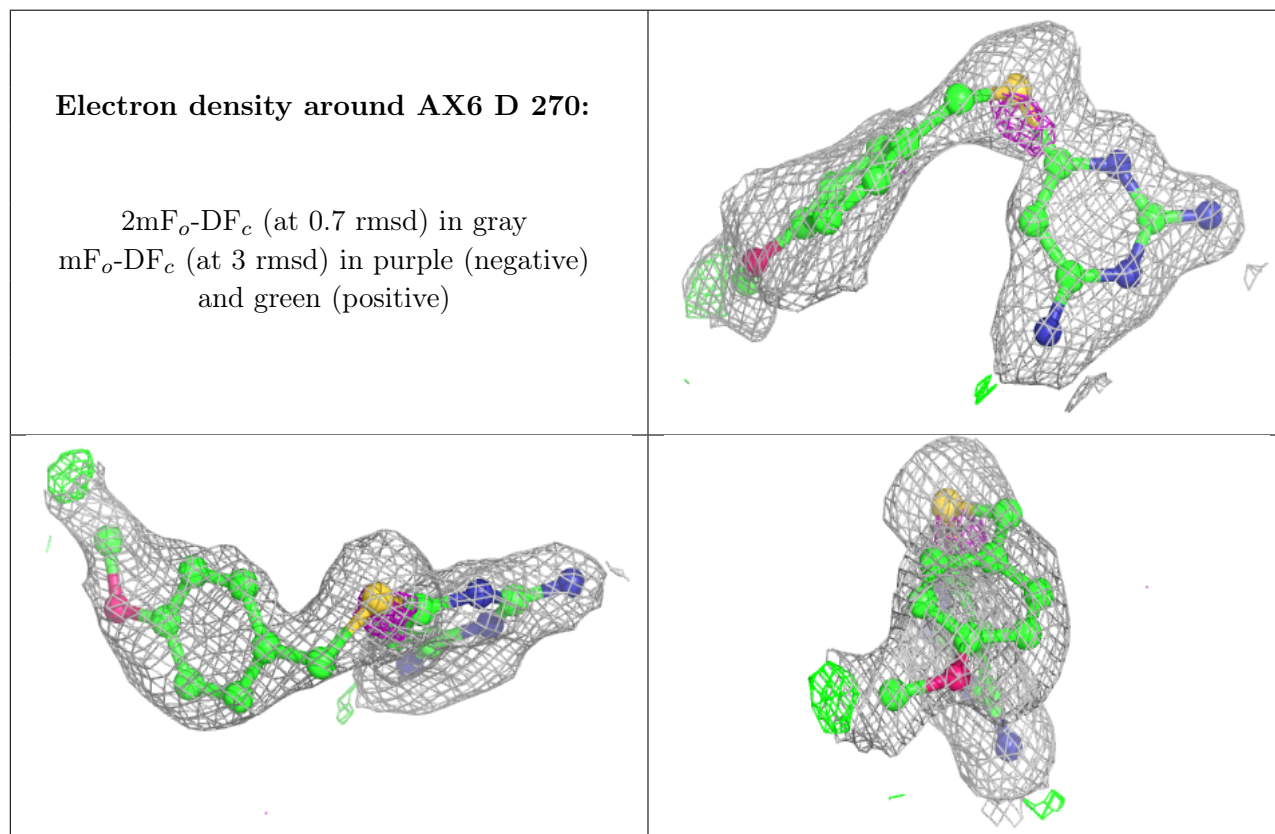 Electron density around AX6 D 270:
2mFo-DFc (at 0.7 rmsd) in gray
mFo-DFc (at 3 rmsd) in purple (negative)
and green (positive)